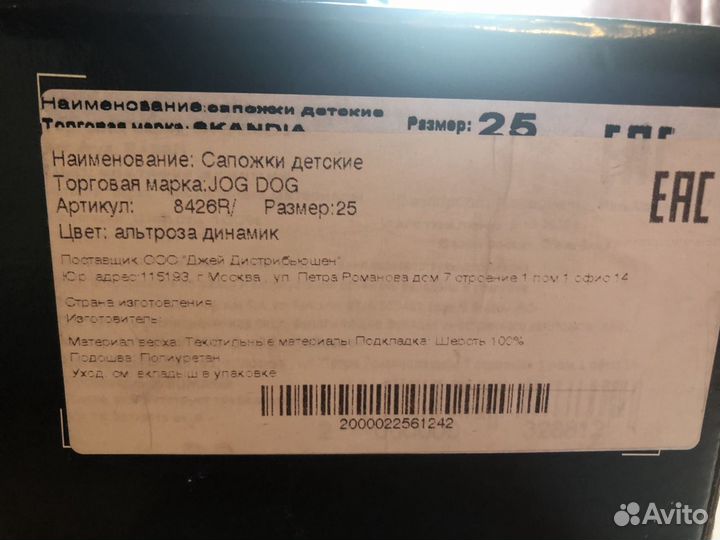 Наименование:сапожки детские
Торговая марка: SKANDIA
Размер: 25
Наименование: Сапожки детские
Торговая марка:JOG DOG
Артикул: 8426R/ Размер:25
Цвет: альтроза динамик
EAC
Поставщик:ООО "Джей Дистрибьюшен"
Юр. адрес:115193, г Москва , ул. Петра Романова дом 7 строение 1 пом 1 офис 14
Страна изготовления:
Изготовитель:
Материал верха: Текстильные материалы Подкладка: Шерсть 100%
Подошва: Полиуретан
Уход: см. вкладыш в упаковке
2000022561242
Avito